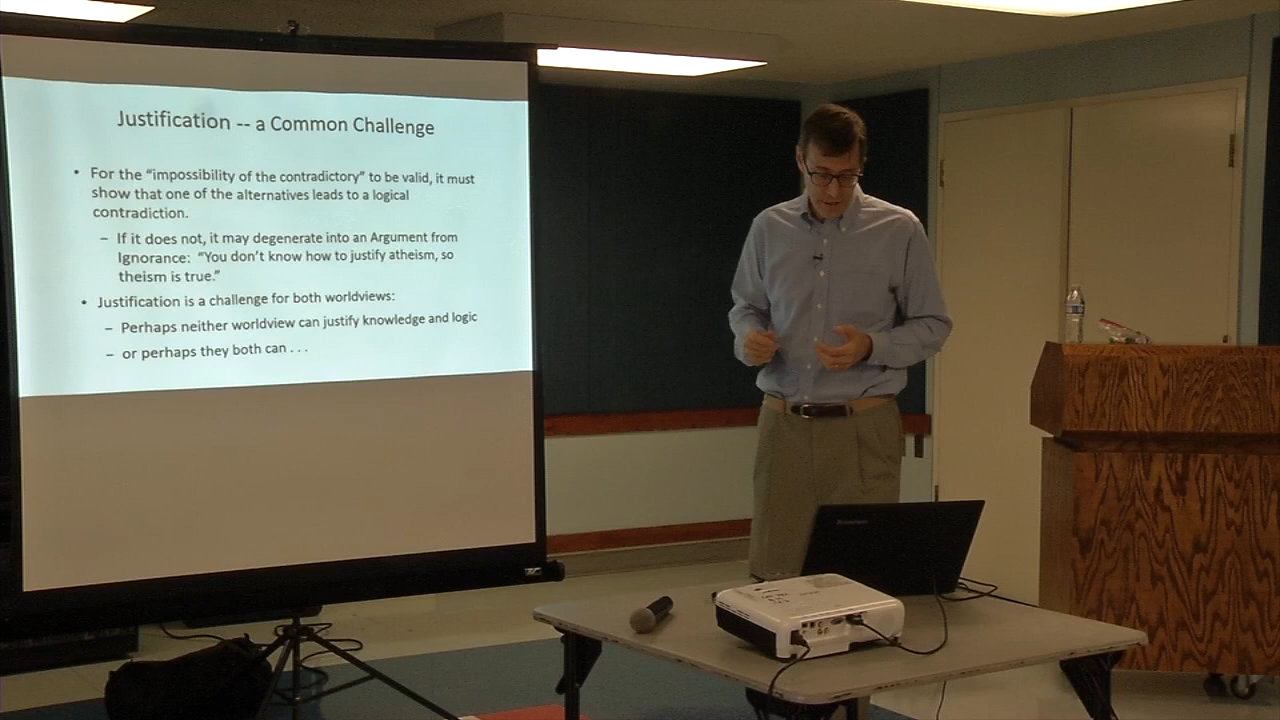 Justification -- a Common Challenge
• For the “impossibility of the contradictory” to be valid, it must
show that one of the alternatives leads to a logical
contradiction.
– If it does not, it may degenerate into an Argument from
Ignorance: “You don’t know how to justify atheism, so
theism is true.”
• Justification is a challenge for both worldviews:
– Perhaps neither worldview can justify knowledge and logic
– or perhaps they both can . . .